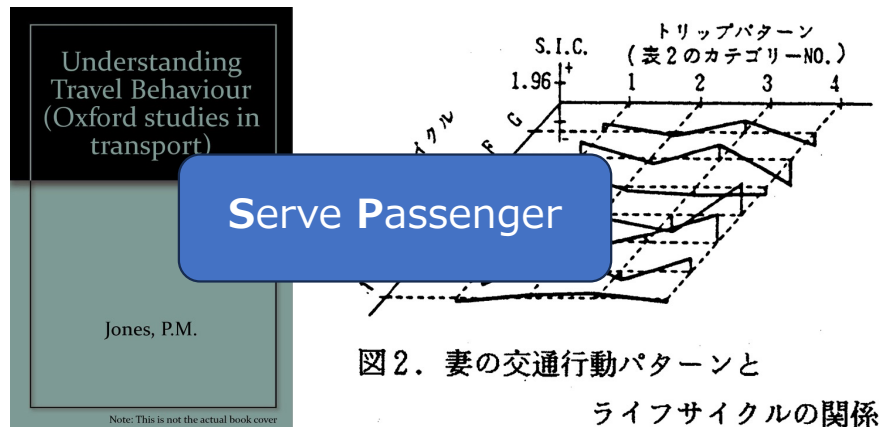 Understanding
Travel Behaviour
(Oxford studies in
transport)
Jones, P.M.
Note: This is not the actual book cover
Serve Passenger
トリップパターン
(表2のカテゴリーNO.)
S.I.C.
+
1.96
-
1 2 3 4
イクル
F G
図2. 妻の交通行動パターンと
ライフサイクルの関係